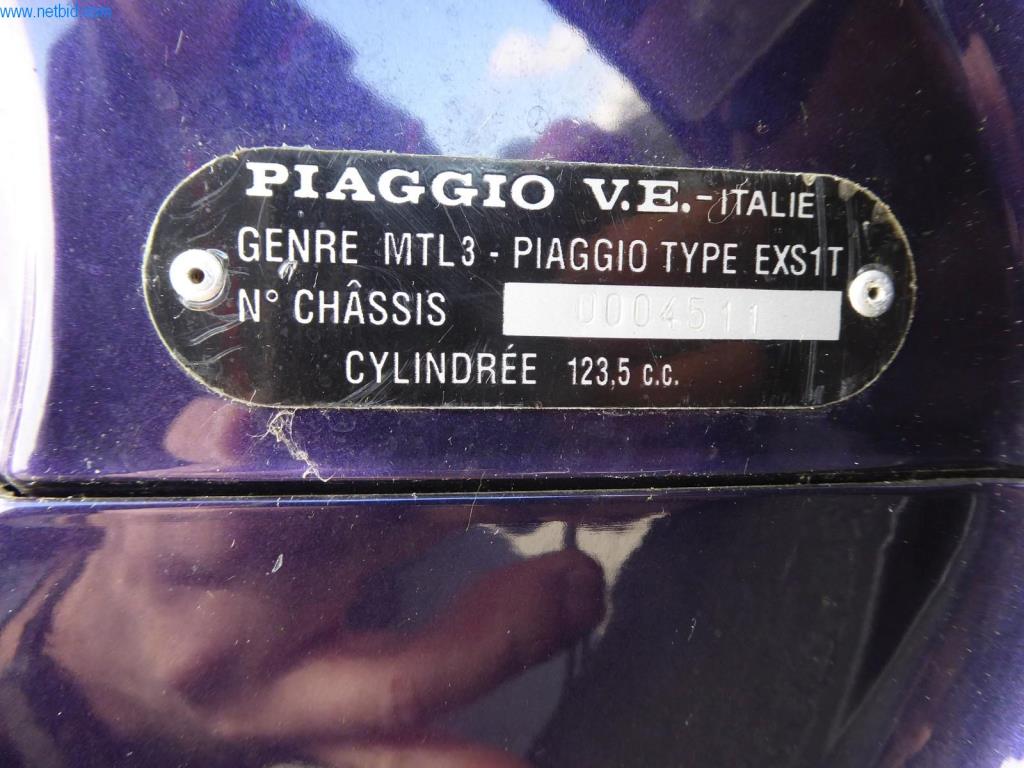 www.netbid.com
PIAGGIO V.E.-ITALIE
GENRE MTL3 - PIAGGIO TYPE EXS1T
N° CHÂSSIS 0004511
CYLINDRÉE 123,5 c.c.